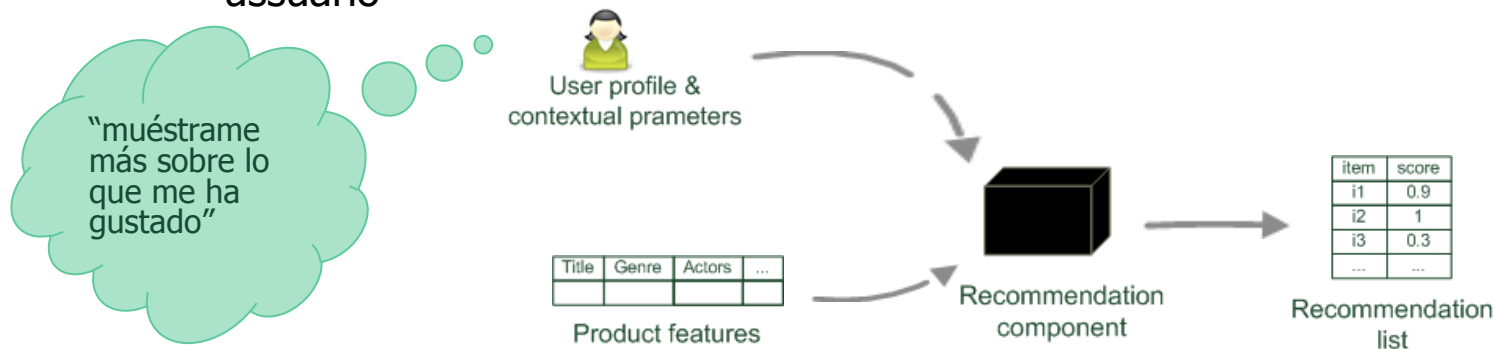 “muéstrame
más sobre lo
que me ha
gustado”
User profile &
contextual prameters
Title Genre Actors ...
Product features
Recommendation
component
item score
i1 0.9
i2 1
i3 0.3
... ...
Recommendation
list